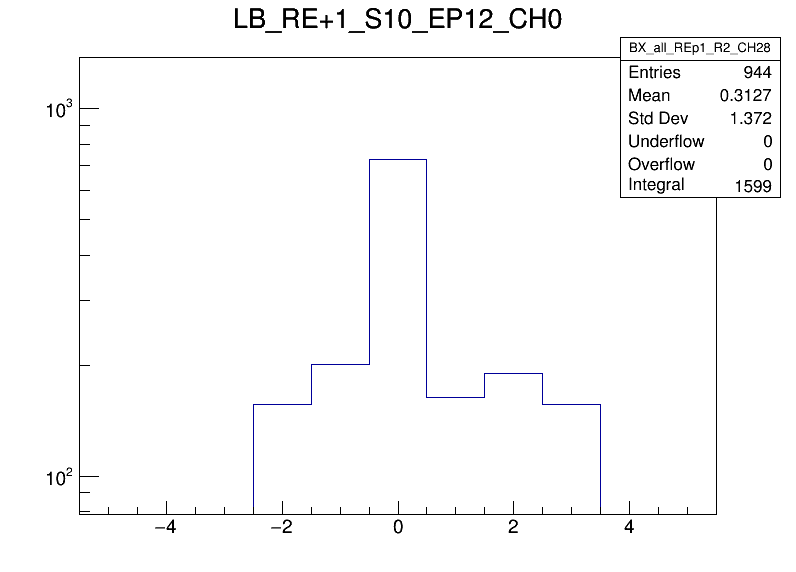 LB_RE+1_S10_EP12_CH0
BX_all_REp1_R2_CH28
Entries 944
Mean 0.3127
Std Dev 1.372
Underflow 0
Overflow 0
Integral 1599
10³
10²
−4 −2 0 2 4